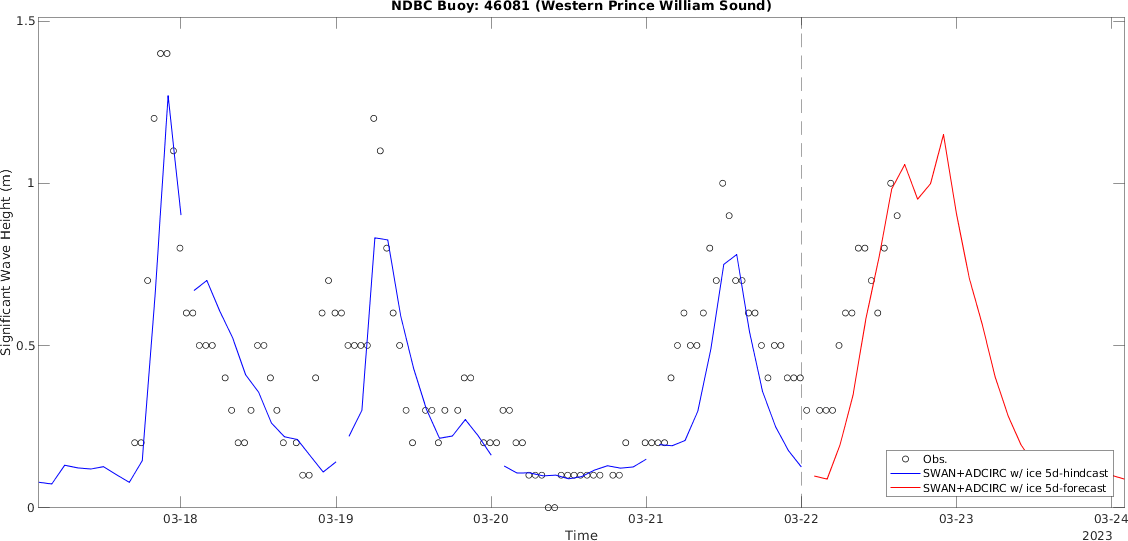 NDBC Buoy: 46081 (Western Prince William Sound)
1.5
1
0.5
0
Significant Wave Height (m)
Obs.
SWAN+ADCIRC w/ ice 5d-hindcast
SWAN+ADCIRC w/ ice 5d-forecast
03-18 03-19 03-20 03-21 03-22 03-23 03-24
Time
2023